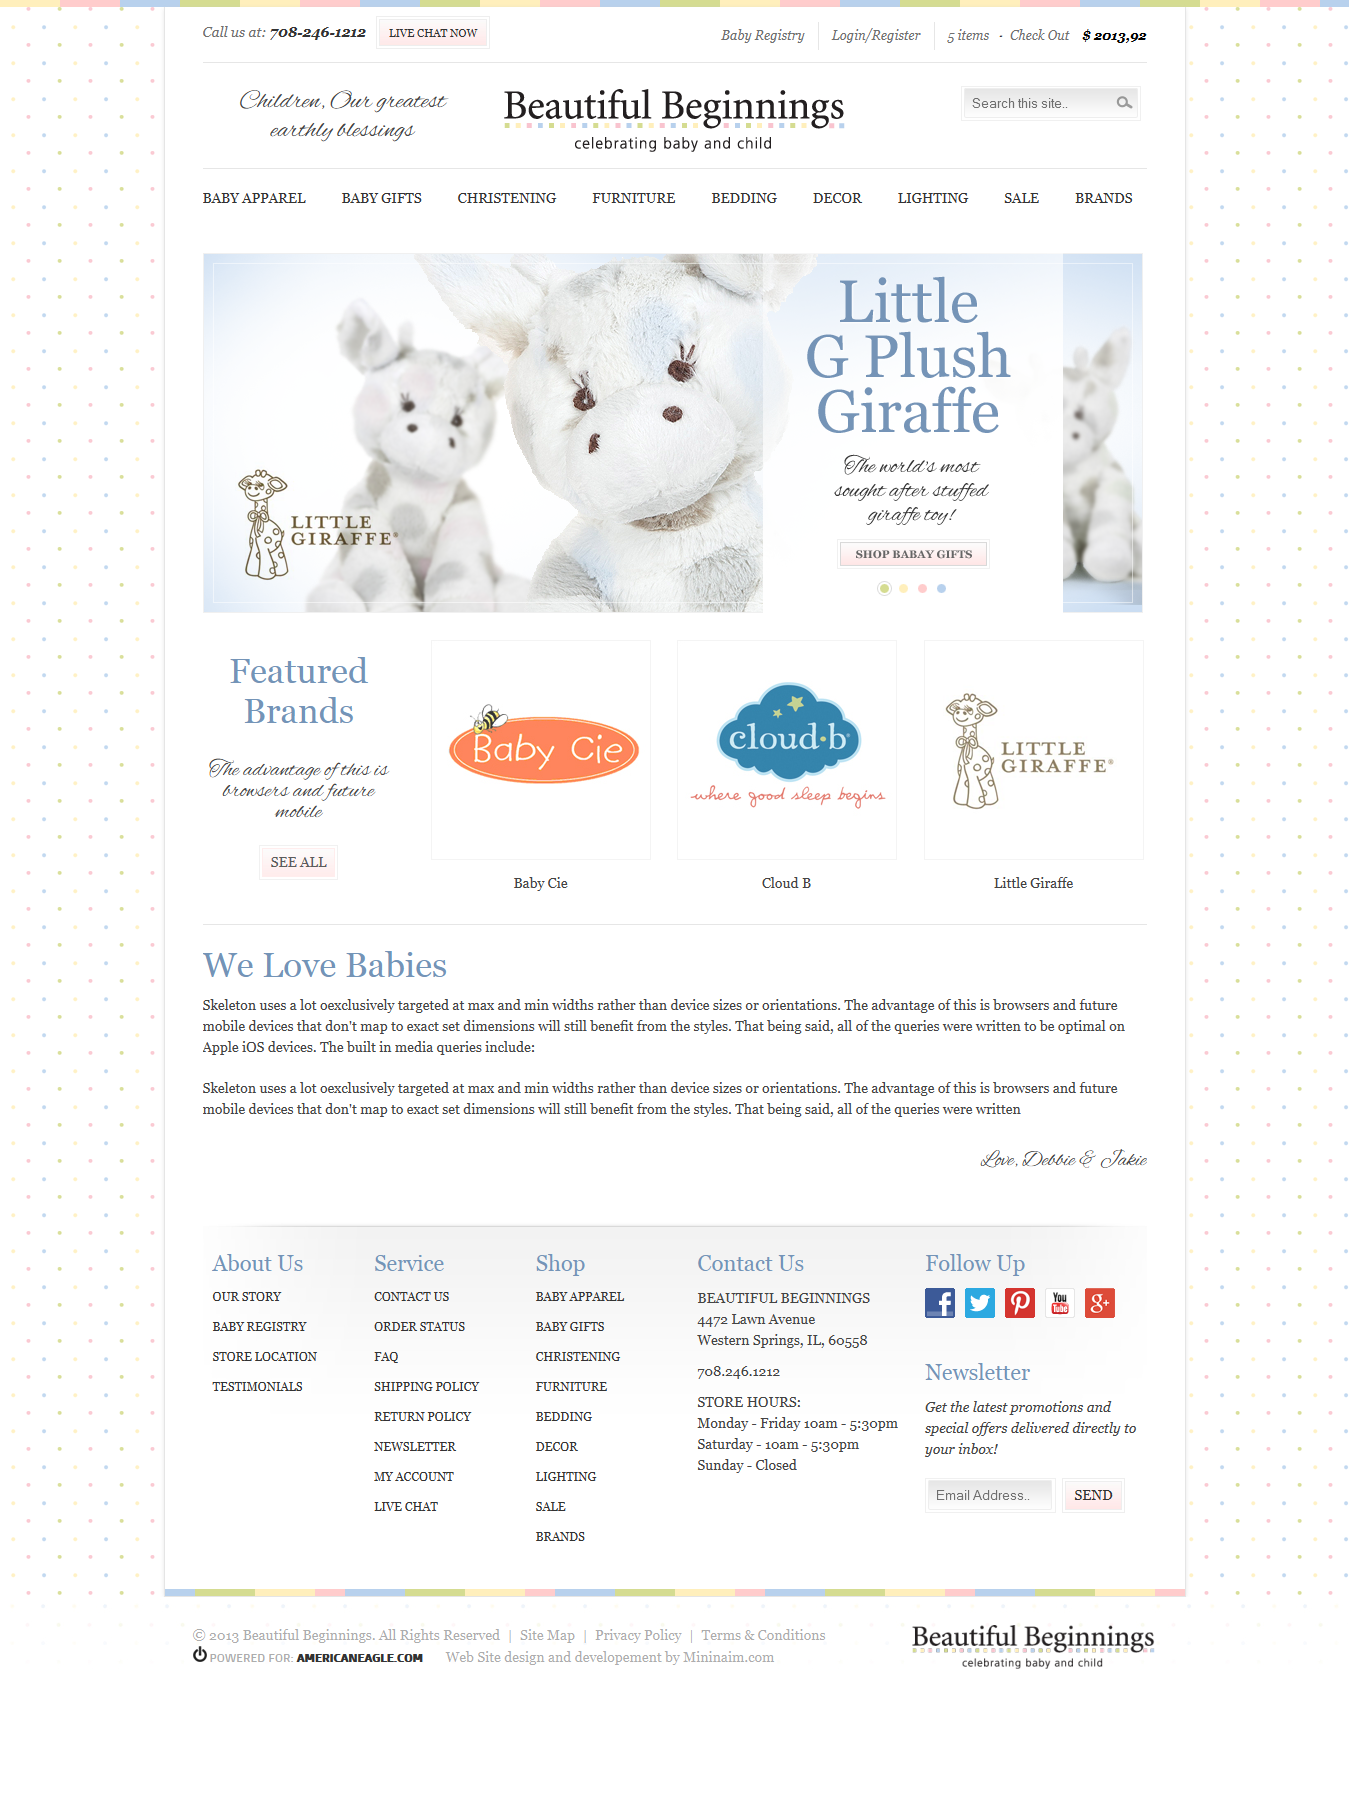 Call us at: 708-246-1212 LIVE CHAT NOW
Baby Registry Login/Register 5 items · Check Out $ 2013,92
Children, Our greatest
earthly blessings
Beautiful Beginnings
celebrating baby and child
Search this site..
BABY APPAREL BABY GIFTS CHRISTENING FURNITURE BEDDING DECOR LIGHTING SALE BRANDS
Little
G Plush
Giraffe
The world's most
sought after stuffed
giraffe toy!
SHOP BABAY GIFTS
LITTLE
GIRAFFE®
Featured
Brands
The advantage of this is
browsers and future
mobile
SEE ALL
Baby Cie
cloud·b®
where good sleep begins
LITTLE
GIRAFFE®
Baby Cie
Cloud B
Little Giraffe
We Love Babies
Skeleton uses a lot oexclusively targeted at max and min widths rather than device sizes or orientations. The advantage of this is browsers and future
mobile devices that don't map to exact set dimensions will still benefit from the styles. That being said, all of the queries were written to be optimal on
Apple iOS devices. The built in media queries include:
Skeleton uses a lot oexclusively targeted at max and min widths rather than device sizes or orientations. The advantage of this is browsers and future
mobile devices that don't map to exact set dimensions will still benefit from the styles. That being said, all of the queries were written
Love, Debbie & Jakie
About Us
OUR STORY
BABY REGISTRY
STORE LOCATION
TESTIMONIALS
Service
CONTACT US
ORDER STATUS
FAQ
SHIPPING POLICY
RETURN POLICY
NEWSLETTER
MY ACCOUNT
LIVE CHAT
Shop
BABY APPAREL
BABY GIFTS
CHRISTENING
FURNITURE
BEDDING
DECOR
LIGHTING
SALE
BRANDS
Contact Us
BEAUTIFUL BEGINNINGS
4472 Lawn Avenue
Western Springs, IL, 60558
708.246.1212
STORE HOURS:
Monday - Friday 10am - 5:30pm
Saturday - 10am - 5:30pm
Sunday - Closed
Follow Up
You Tube
g+
Newsletter
Get the latest promotions and
special offers delivered directly to
your inbox!
Email Address.. SEND
© 2013 Beautiful Beginnings. All Rights Reserved | Site Map | Privacy Policy | Terms & Conditions
POWERED FOR: AMERICANEAGLE.COM Web Site design and developement by Mininaim.com
Beautiful Beginnings
celebrating baby and child